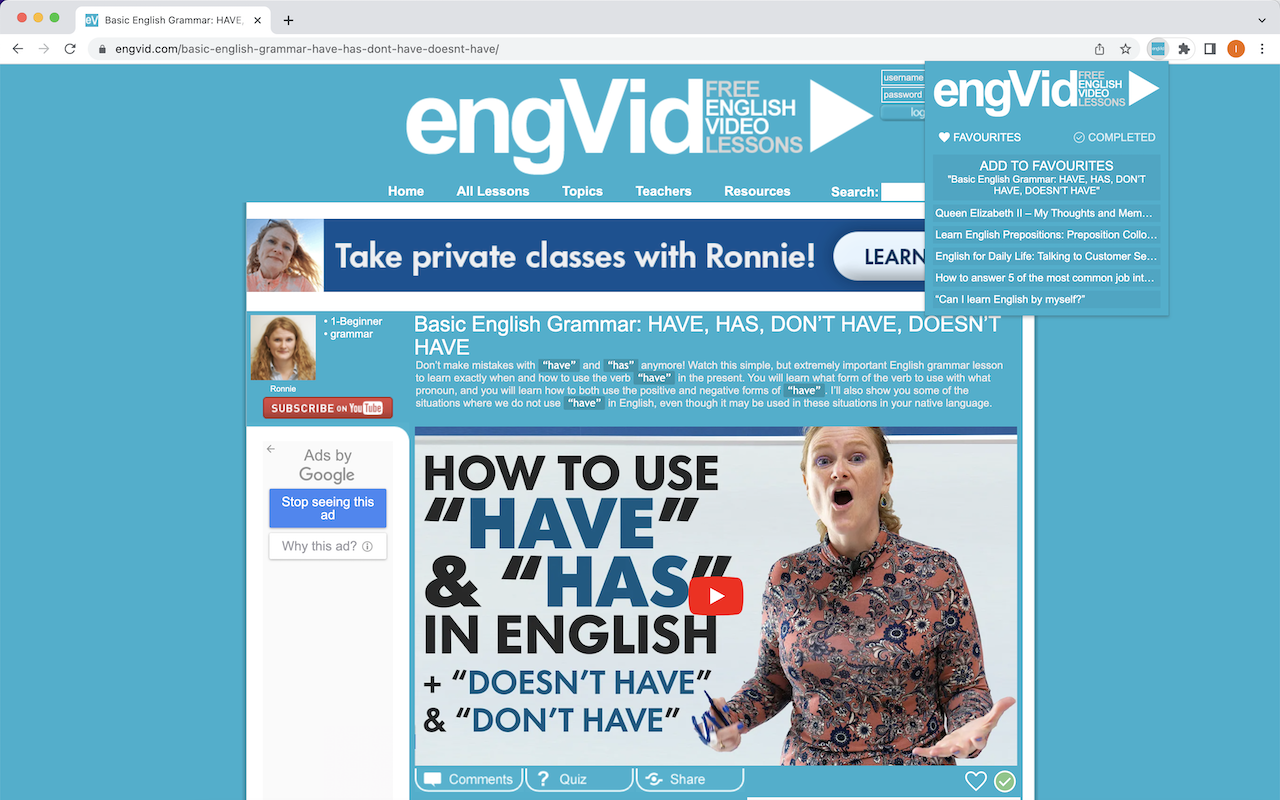 Basic English Grammar: HAVE,
engvid.com/basic-english-grammar-have-has-dont-have-doesnt-have/
I
engVid
FREE
ENGLISH
VIDEO
LESSONS
username
password
log
Home
All Lessons
Topics
Teachers
Resources
Search:
engVid
FREE
ENGLISH
VIDEO
LESSONS
FAVOURITES
COMPLETED
ADD TO FAVOURITES
"Basic English Grammar: HAVE, HAS, DON'T
HAVE, DOESN'T HAVE"
Queen Elizabeth II – My Thoughts and Mem…
Learn English Prepositions: Preposition Collo…
English for Daily Life: Talking to Customer Se…
How to answer 5 of the most common job int…
"Can I learn English by myself?"
Take private classes with Ronnie!
LEARN
Ronnie
• 1-Beginner
• grammar
SUBSCRIBE ON YouTube
Basic English Grammar: HAVE, HAS, DON'T HAVE, DOESN'T
HAVE
Don't make mistakes with "have" and "has" anymore! Watch this simple, but extremely important English grammar lesson
to learn exactly when and how to use the verb "have" in the present. You will learn what form of the verb to use with what
pronoun, and you will learn how to both use the positive and negative forms of "have". I'll also show you some of the
situations where we do not use "have" in English, even though it may be used in these situations in your native language.
Ads by
Google
Stop seeing this
ad
Why this ad?
HOW TO USE
"HAVE"
& "HAS"
IN ENGLISH
+ "DOESN'T HAVE"
& "DON'T HAVE"
Comments
? Quiz
Share